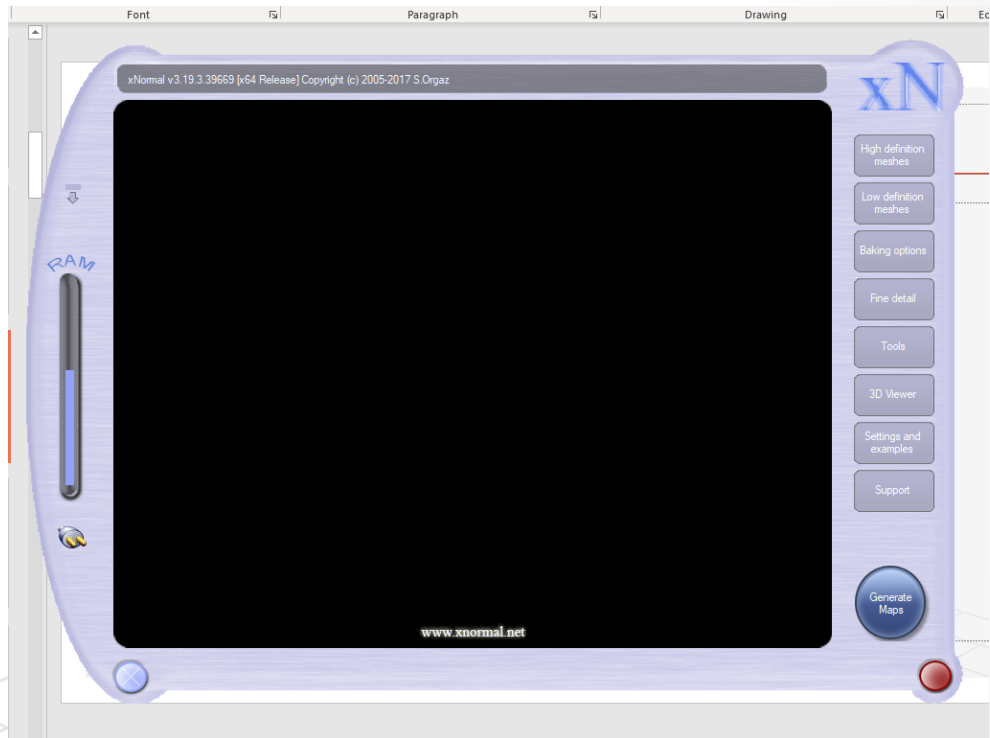 Font
Paragraph
Drawing
xNormal v3.19.3.39669 [x64 Release] Copyright (c) 2005-2017 S.Orgaz
xN
High definition
meshes
Low definition
meshes
RAM
Baking options
Fine detail
Tools
3D Viewer
Settings and
examples
Support
Generate
Maps
www.xnormal.net